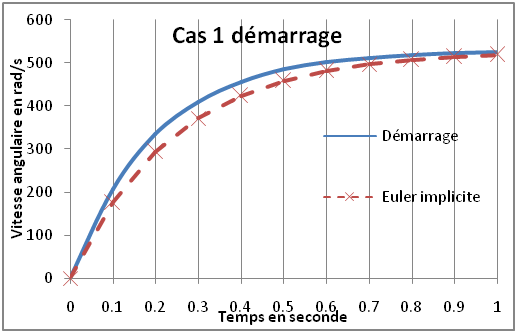 Cas 1 démarrage
600
500
400
300
200
100
0
Vitesse angulaire en rad/s
Démarrage
Euler implicite
0 0.1 0.2 0.3 0.4 0.5 0.6 0.7 0.8 0.9 1
Temps en seconde